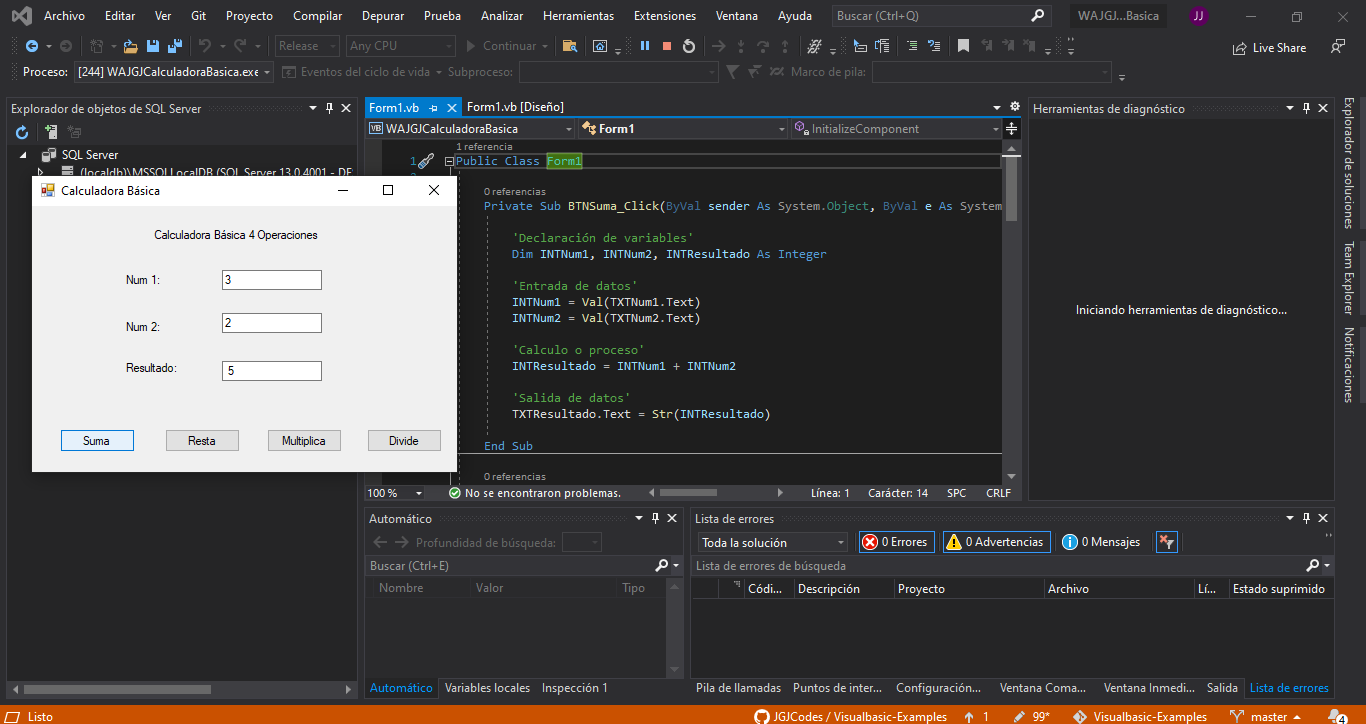 Archivo Editar Ver Git Proyecto Compilar Depurar Prueba Analizar Herramientas Extensiones Ventana Ayuda Buscar (Ctrl+Q) WAJGJ...Basica JJ
Release Any CPU Continuar Live Share
Proceso: [244] WAJGJCalculadoraBasica.exe Eventos del ciclo de vida Subproceso: Marco de pila:
Explorador de objetos de SQL Server
SQL Server
(localdb)\MSSQLLocalDB (SQL Server 13.0.4001 - DE
Calculadora Básica
Calculadora Básica 4 Operaciones
Num 1: 3
Num 2: 2
Resultado: 5
Suma Resta Multiplica Divide
Form1.vb Form1.vb [Diseño]
WAJGJCalculadoraBasica Form1 InitializeComponent
1 referencia
1 Public Class Form1
0 referencias
Private Sub BTNSuma_Click(ByVal sender As System.Object, ByVal e As System
'Declaración de variables'
Dim INTNum1, INTNum2, INTResultado As Integer
'Entrada de datos'
INTNum1 = Val(TXTNum1.Text)
INTNum2 = Val(TXTNum2.Text)
'Calculo o proceso'
INTResultado = INTNum1 + INTNum2
'Salida de datos'
TXTResultado.Text = Str(INTResultado)
End Sub
0 referencias
100 % No se encontraron problemas. Línea: 1 Carácter: 14 SPC CRLF
Herramientas de diagnóstico
Iniciando herramientas de diagnóstico...
Explorador de soluciones
Team Explorer
Notificaciones
Automático
Profundidad de búsqueda:
Buscar (Ctrl+E)
Nombre Valor Tipo
Automático Variables locales Inspección 1
Lista de errores
Toda la solución 0 Errores 0 Advertencias 0 Mensajes
Lista de errores de búsqueda
Códi... Descripción Proyecto Archivo Lí... Estado suprimido
Pila de llamadas Puntos de inter... Configuración... Ventana Coma... Ventana Inmedi... Salida Lista de errores
Listo JGJCodes / Visualbasic-Examples 1 99* Visualbasic-Examples master 4